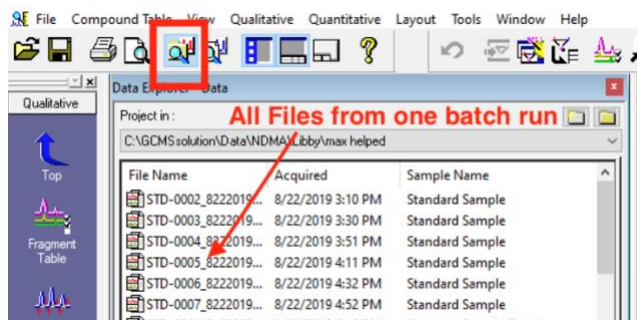 File Compound Table View Qualitative Quantitative Layout Tools Window Help
Qualitative
Data Explorer - Data
Project in :
All Files from one batch run
C:\GCMSsolution\Data\NDMA\Libby\max helped
File Name Acquired Sample Name
STD-0002_8222019... 8/22/2019 3:10 PM Standard Sample
STD-0003_8222019... 8/22/2019 3:30 PM Standard Sample
STD-0004_8222019... 8/22/2019 3:51 PM Standard Sample
STD-0005_8222019... 8/22/2019 4:11 PM Standard Sample
STD-0006_8222019... 8/22/2019 4:32 PM Standard Sample
STD-0007_8222019... 8/22/2019 4:52 PM Standard Sample
Top
Fragment
Table